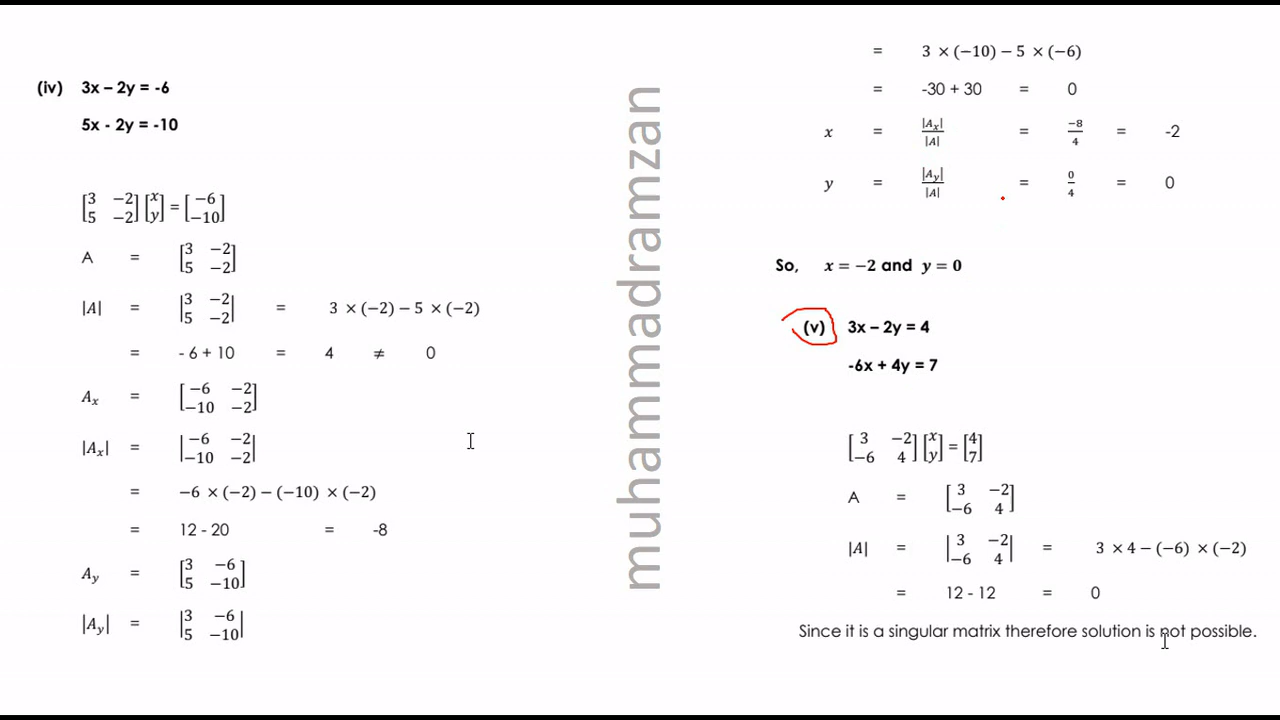 (iv) 3x – 2y = -6
5x - 2y = -10
[3 −2
5 −2] [x
y] = [−6
−10]
A = [3 −2
5 −2]
|A| = |3 −2
5 −2| = 3 ×(−2) − 5 ×(−2)
= - 6 + 10 = 4 ≠ 0
Aₓ = [−6 −2
−10 −2]
|Aₓ| = |−6 −2
−10 −2|
= −6 ×(−2) − (−10) ×(−2)
= 12 - 20 = -8
Aᵧ = [3 −6
5 −10]
|Aᵧ| = |3 −6
5 −10|
muhammadramzan
= 3 ×(−10) − 5 ×(−6)
= -30 + 30 = 0
x = |Aₓ|/|A| = −8/4 = -2
y = |Aᵧ|/|A| = 0/4 = 0
So, x = −2 and y = 0
(v) 3x – 2y = 4
-6x + 4y = 7
[3 −2
−6 4] [x
y] = [4
7]
A = [3 −2
−6 4]
|A| = |3 −2
−6 4| = 3 ×4 − (−6) ×(−2)
= 12 - 12 = 0
Since it is a singular matrix therefore solution is not possible.